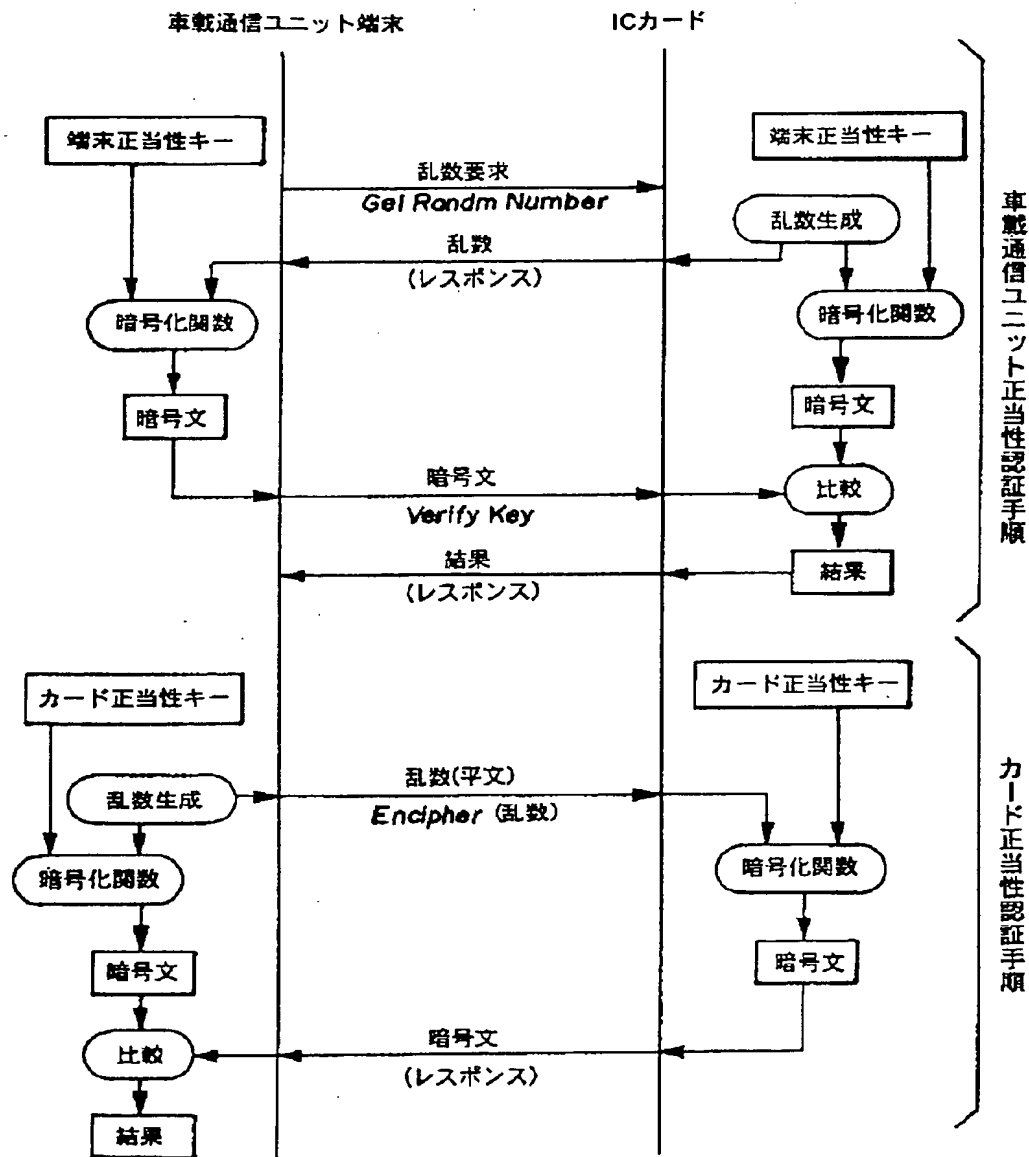 車載通信ユニット端末
ICカード
端末正当性キー
端末正当性キー
乱数要求
Gel Randm Number
乱数生成
乱数
(レスポンス)
暗号化関数
暗号化関数
暗号文
暗号文
暗号文
Verify Key
比較
結果
(レスポンス)
結果
車載通信ユニット正当性認証手順
カード正当性キー
カード正当性キー
乱数生成
乱数(平文)
Encipher (乱数)
暗号化関数
暗号化関数
暗号文
暗号文
暗号文
(レスポンス)
比較
結果
カード正当性認証手順